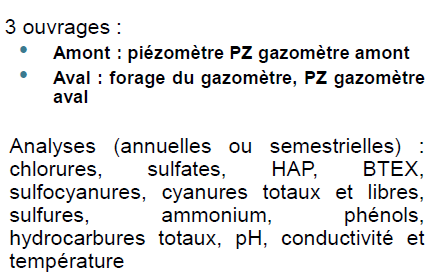 3 ouvrages :
• Amont : piézomètre PZ gazomètre amont
• Aval : forage du gazomètre, PZ gazomètre
aval
Analyses (annuelles ou semestrielles) :
chlorures, sulfates, HAP, BTEX,
sulfocyanures, cyanures totaux et libres,
sulfures, ammonium, phénols,
hydrocarbures totaux, pH, conductivité et
température